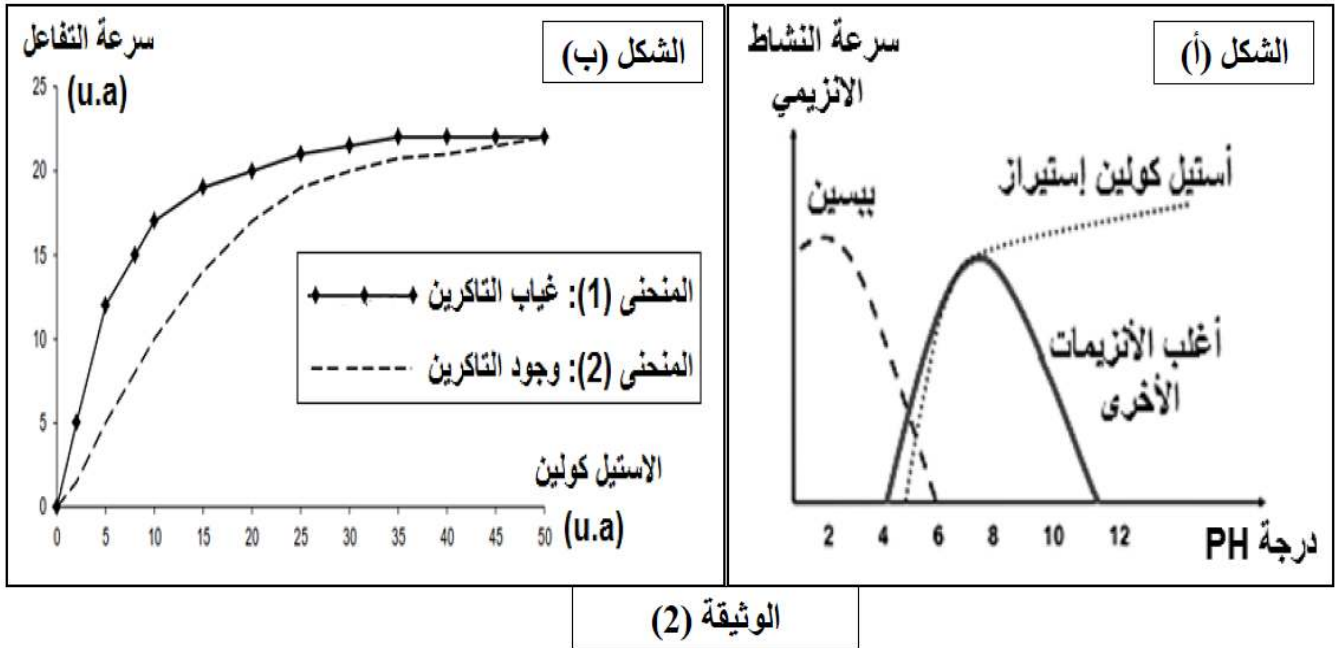 الشكل (أ)
سرعة النشاط
الانزيمي
أستيل كولين إستيراز
ببسين
أغلب الأنزيمات
الأخرى
2 4 6 8 10 12
درجة PH
الشكل (ب)
سرعة التفاعل
(u.a)
25
20
15
10
5
0
المنحنى (1): غياب التاكرين
المنحنى (2): وجود التاكرين
الاستيل كولين
(u.a)
0 5 10 15 20 25 30 35 40 45 50
الوثيقة (2)